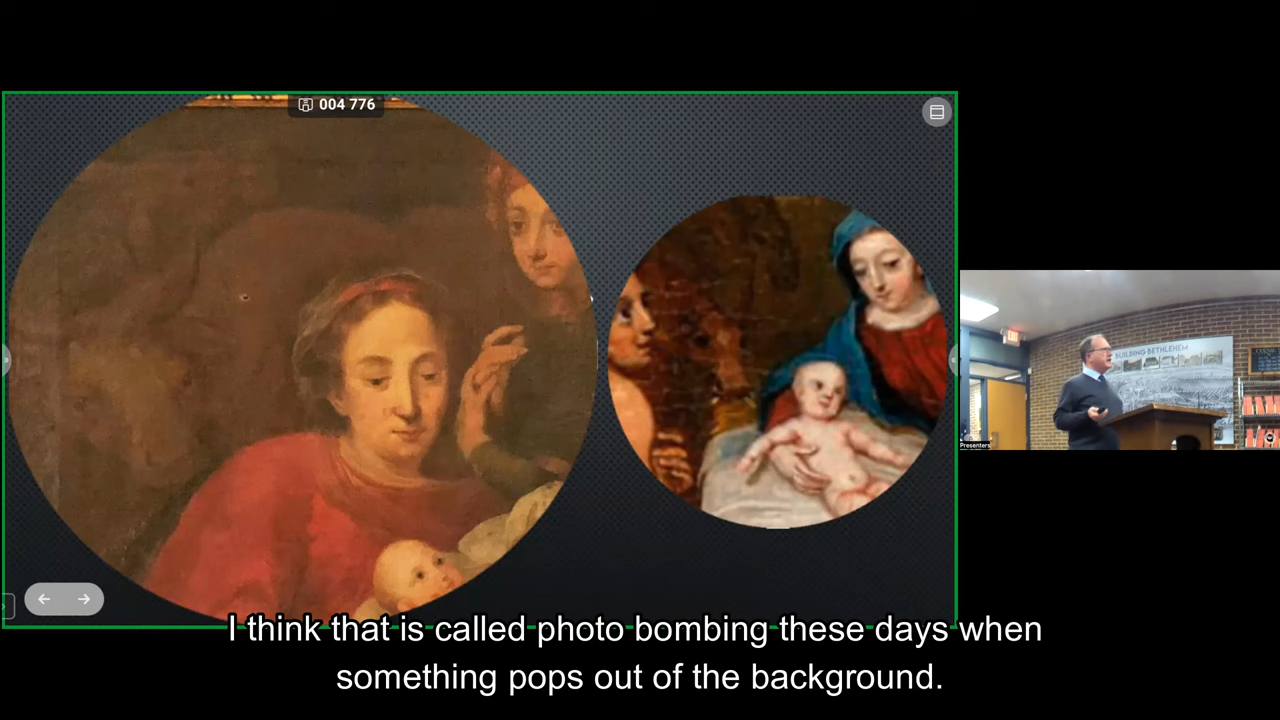 004 776
EXIT
BUILDING BETHLEHEM
Presenters
I think that is called photo bombing these days when
something pops out of the background.